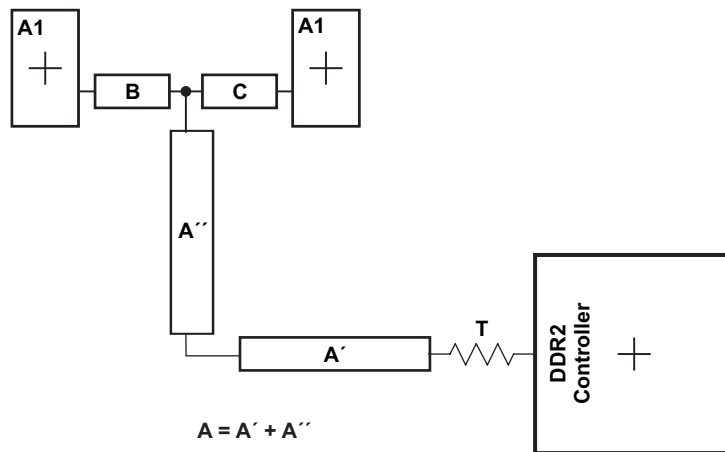 A1
A1
B
C
A´´
T
A´
DDR2
Controller
A = A´ + A´´